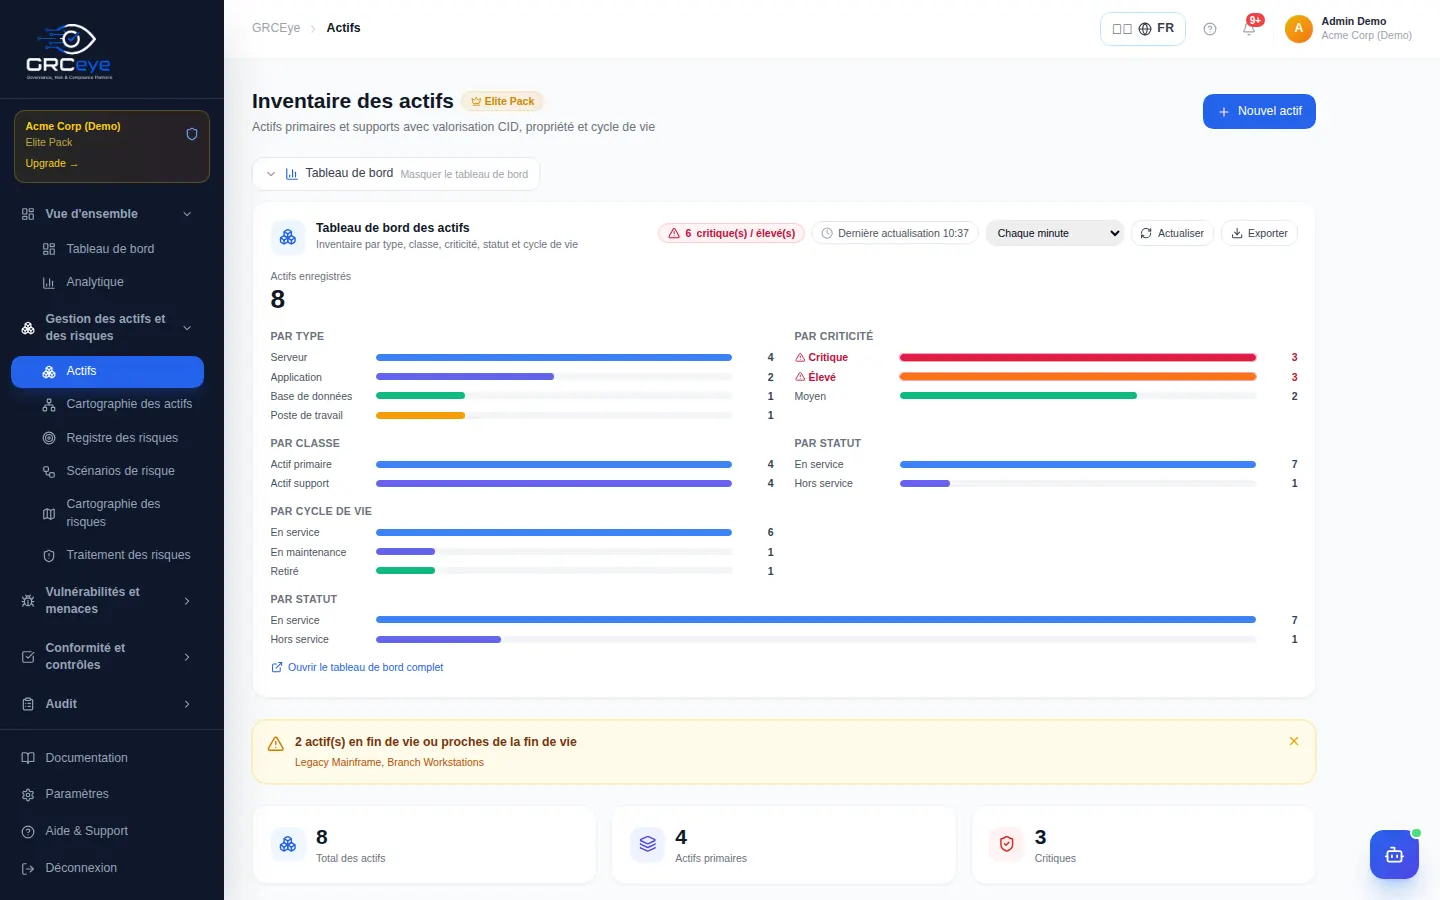 GRCeye
Governance, Risk & Compliance Platform
Acme Corp (Demo)
Elite Pack
Upgrade →
Vue d'ensemble
Tableau de bord
Analytique
Gestion des actifs et
des risques
Actifs
Cartographie des actifs
Registre des risques
Scénarios de risque
Cartographie des
risques
Traitement des risques
Vulnérabilités et
menaces
Conformité et
contrôles
Audit
Documentation
Paramètres
Aide & Support
Déconnexion
GRCEye
Actifs
FR
9+
A
Admin Demo
Acme Corp (Demo)
Inventaire des actifs
Elite Pack
Actifs primaires et supports avec valorisation CID, propriété et cycle de vie
Nouvel actif
Tableau de bord Masquer le tableau de bord
Tableau de bord des actifs
Inventaire par type, classe, criticité, statut et cycle de vie
6 critique(s) / élevé(s)
Dernière actualisation 10:37
Chaque minute
Actualiser
Exporter
Actifs enregistrés
8
PAR TYPE
Serveur 4
Application 2
Base de données 1
Poste de travail 1
PAR CRITICITÉ
Critique 3
Élevé 3
Moyen 2
PAR CLASSE
Actif primaire 4
Actif support 4
PAR STATUT
En service 7
Hors service 1
PAR CYCLE DE VIE
En service 6
En maintenance 1
Retiré 1
PAR STATUT
En service 7
Hors service 1
Ouvrir le tableau de bord complet
2 actif(s) en fin de vie ou proches de la fin de vie
Legacy Mainframe, Branch Workstations
8
Total des actifs
4
Actifs primaires
3
Critiques